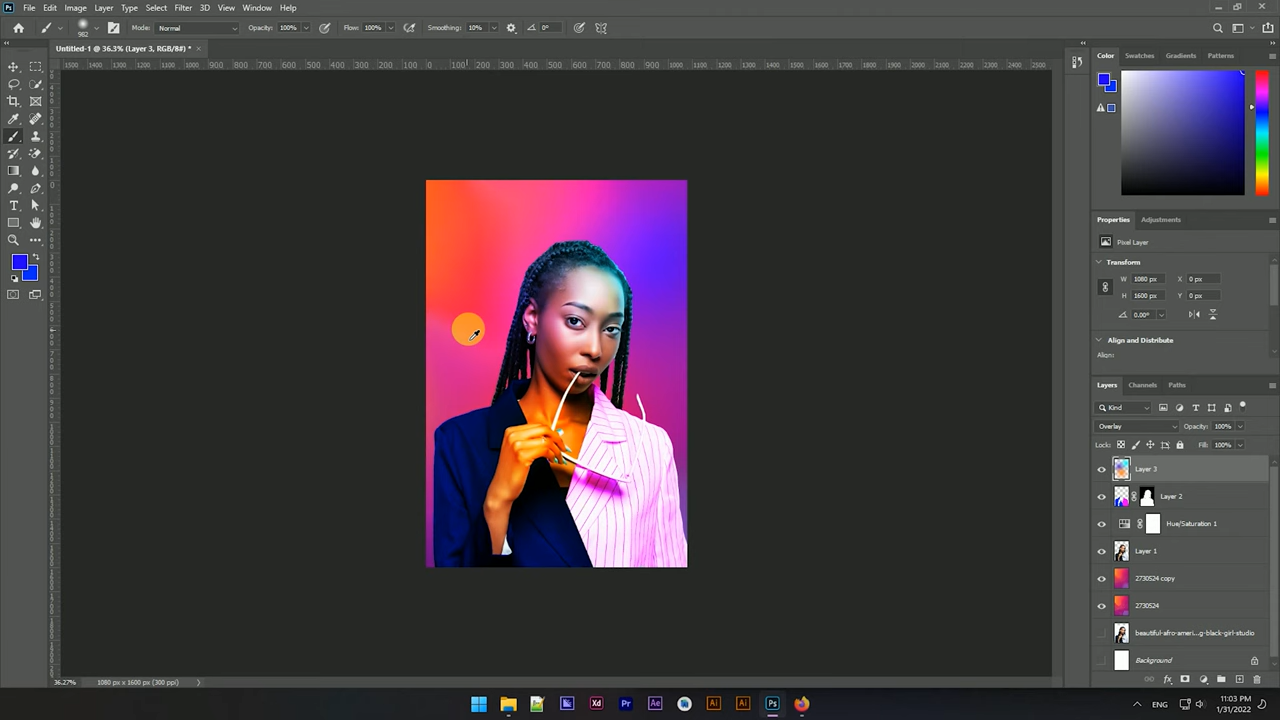 File Edit Image Layer Type Select Filter 3D View Window Help
982 Mode: Normal Opacity: 100% Flow: 100% Smoothing: 10% 0°
Untitled-1 @ 36.3% (Layer 3, RGB/8#) * ×
Color Swatches Gradients Patterns
Properties Adjustments
Pixel Layer
Transform
W 1080 px X 0 px
H 1600 px Y 0 px
0.00°
Align and Distribute
Align:
Layers Channels Paths
Kind
Overlay Opacity: 100%
Lock: Fill: 100%
Layer 3
Layer 2
Hue/Saturation 1
Layer 1
2730524 copy
2730524
beautiful-afro-ameri...g-black-girl-studio
Background
36.27% 1080 px x 1600 px (300 ppi)
ENG 11:03 PM
1/31/2022